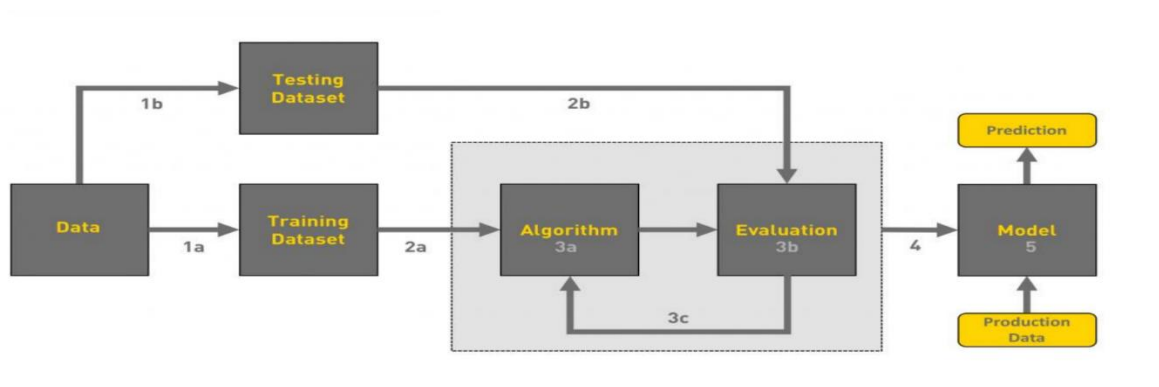 Testing
Dataset
1b
2b
Prediction
Data
1a
Training
Dataset
2a
Algorithm
3a
Evaluation
3b
4
Model
5
3c
Production
Data